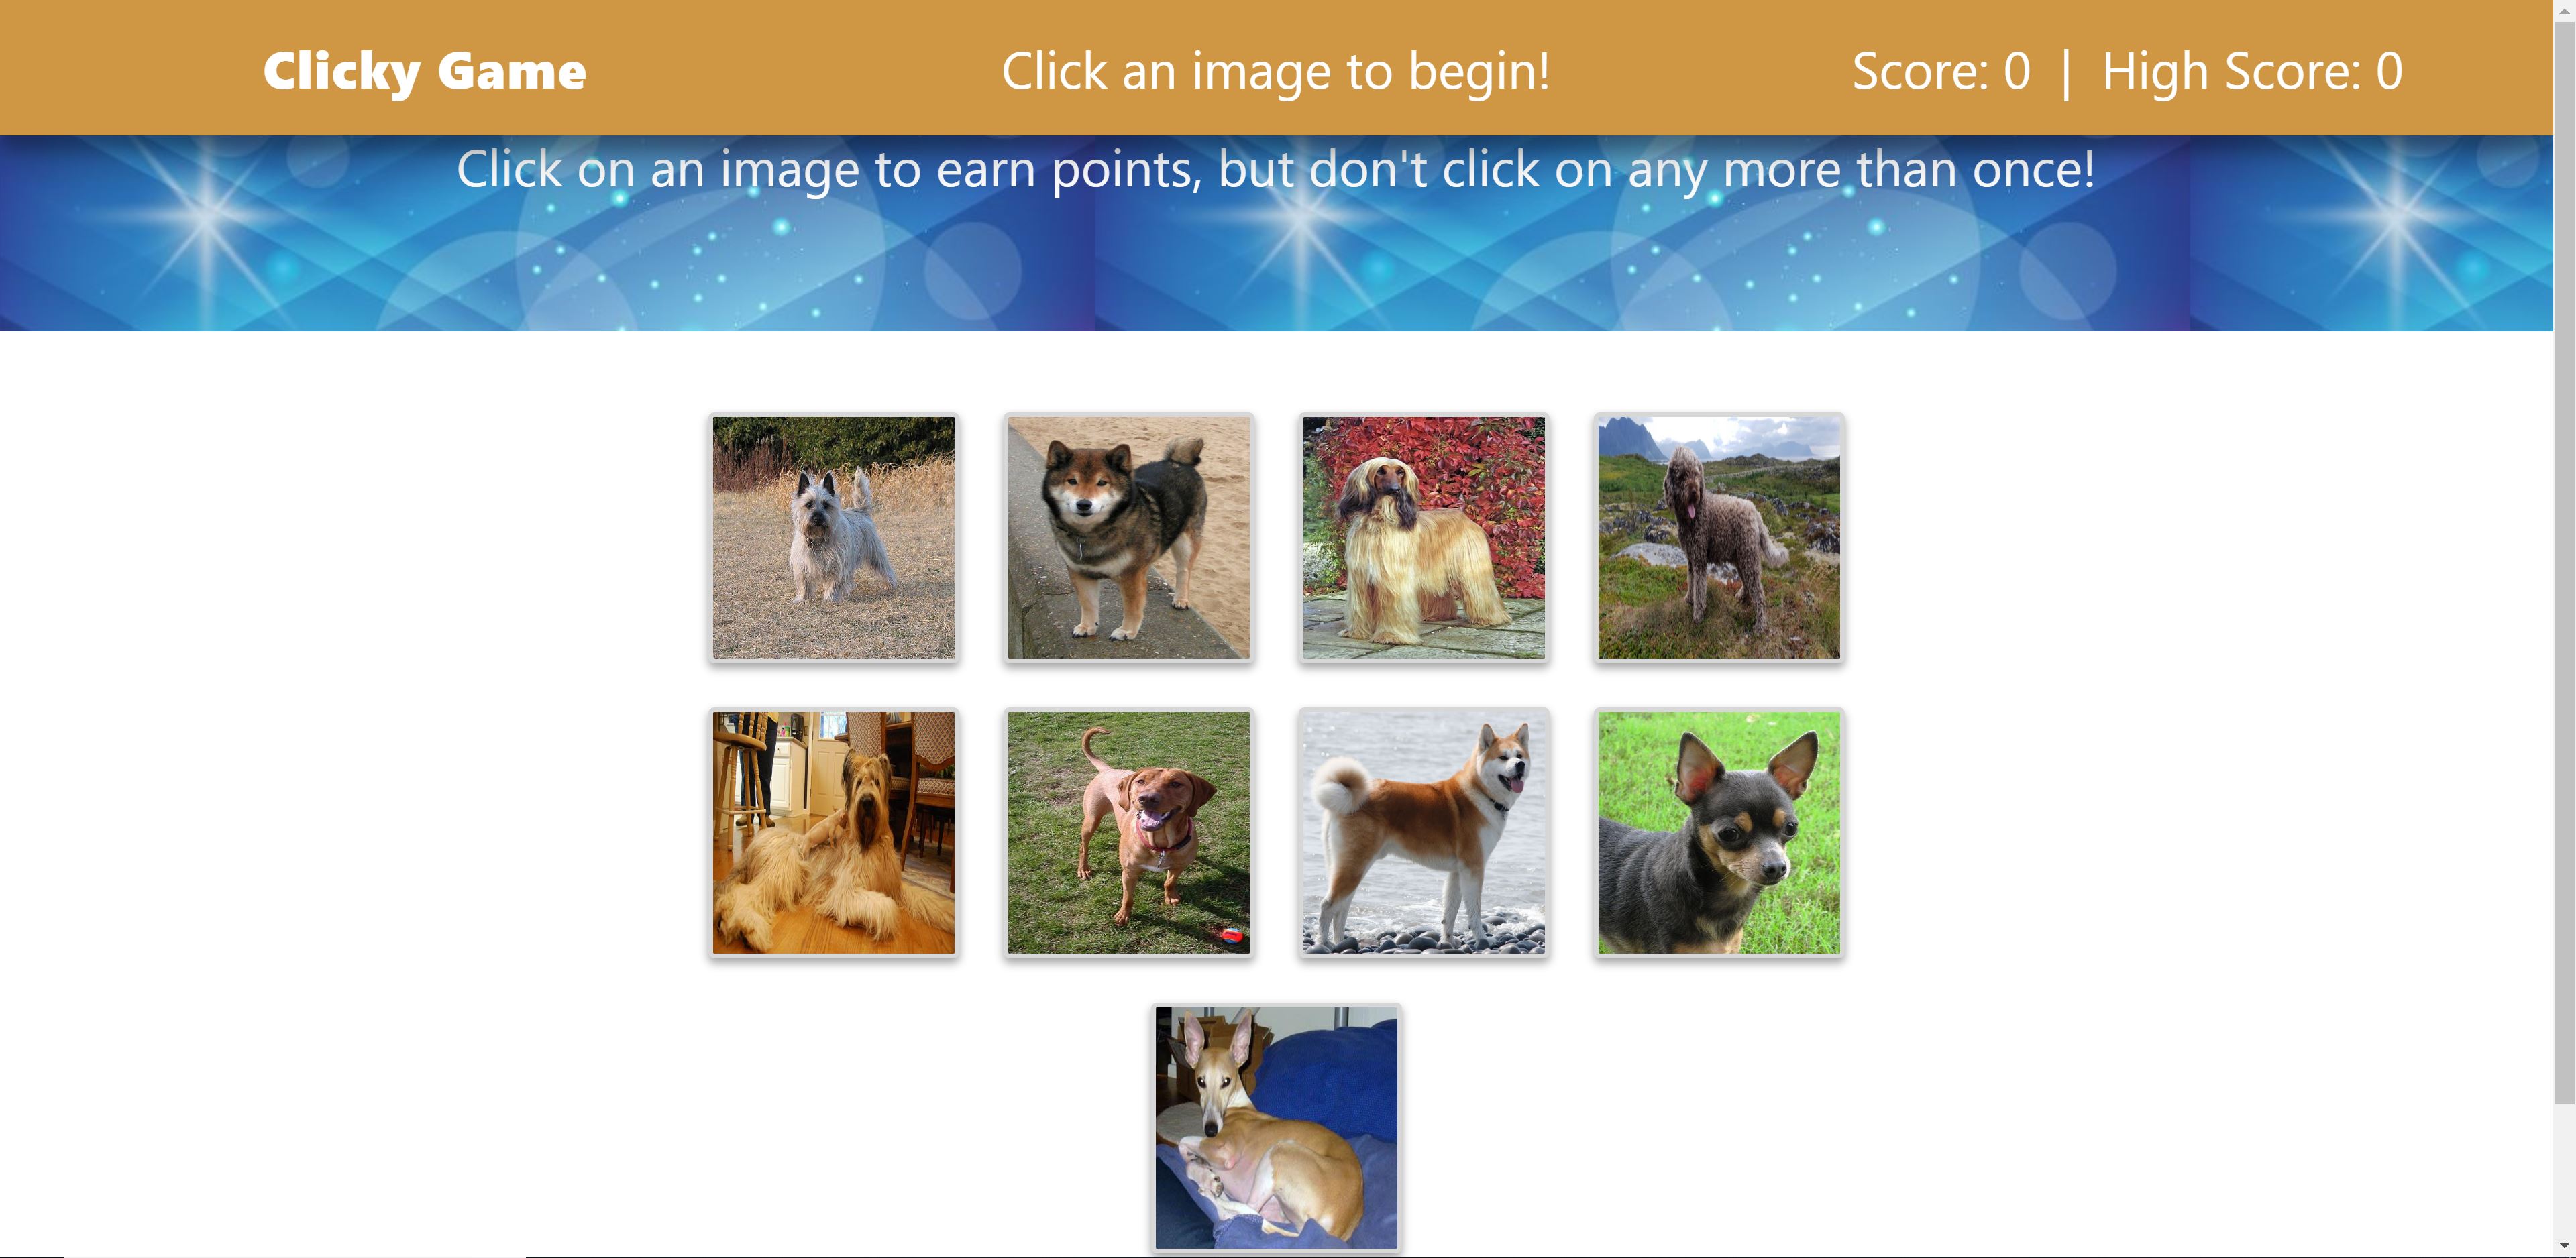 Clicky Game
Click an image to begin!
Score: 0 | High Score: 0
Click on an image to earn points, but don't click on any more than once!